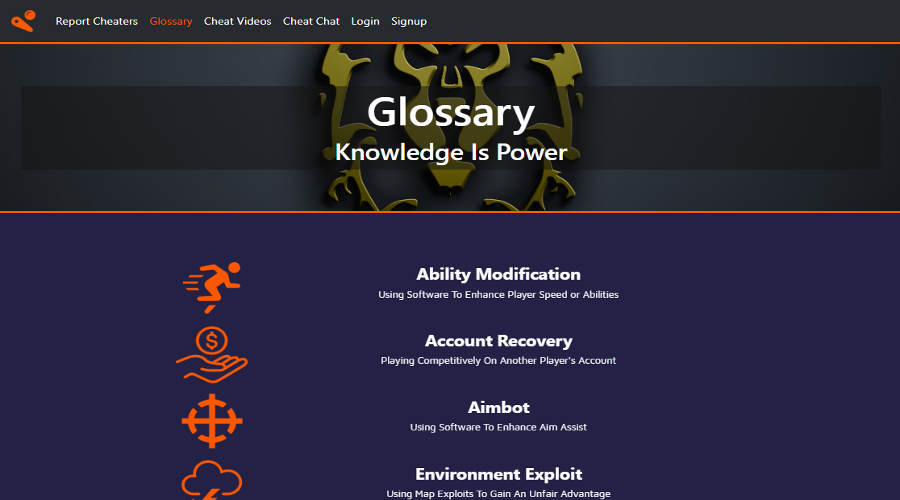 Report Cheaters Glossary Cheat Videos Cheat Chat Login Signup
Glossary
Knowledge Is Power
Ability Modification
Using Software To Enhance Player Speed or Abilities
Account Recovery
Playing Competitively On Another Player's Account
Aimbot
Using Software To Enhance Aim Assist
Environment Exploit
Using Map Exploits To Gain An Unfair Advantage